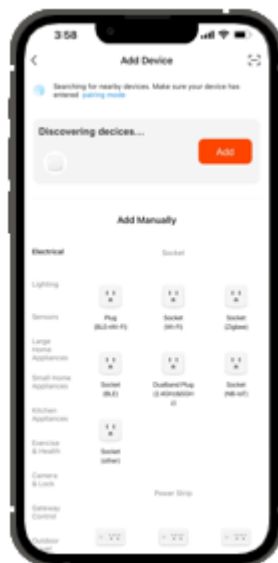 3:58
Add Device
Searching for nearby devices. Make sure your device has
entered pairing mode.
Discovering decices...
Add
Add Manually
Electrical
Socket
Lighting
Plug
(BLE+Wi-Fi)
Socket
(Wi-Fi)
Socket
(Zigbee)
Sensors
Large
Home
Appliances
Small Home
Appliances
Socket
(BLE)
Dualband Plug
Socket
(NB-IoT)
Kitchen
Appliances
Exercise
& Health
Socket
(other)
Camera
& Lock
Power Strip
Gateway
Control
Outdoor